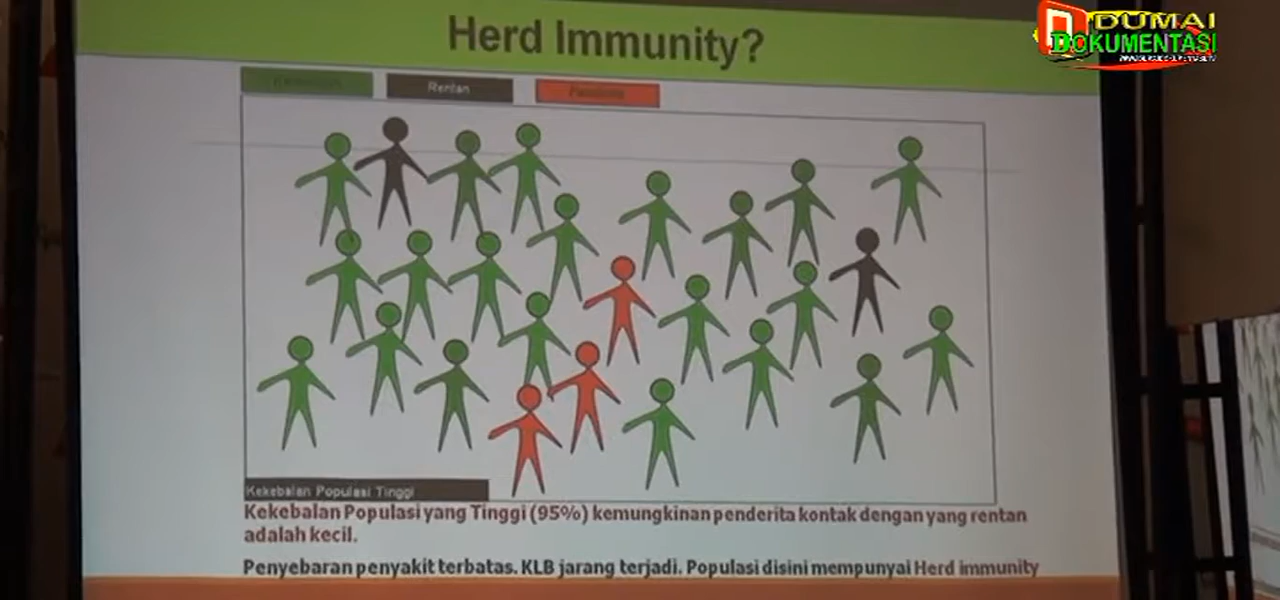 Herd Immunity?
DUMAI
DOKUMENTASI
Rentan
Kekebalan Populasi Tinggi
Kekebalan Populasi yang Tinggi (95%) kemungkinan penderita kontak dengan yang rentan
adalah kecil.
Penyebaran penyakit terbatas. KLB jarang terjadi. Populasi disini mempunyai Herd immunity